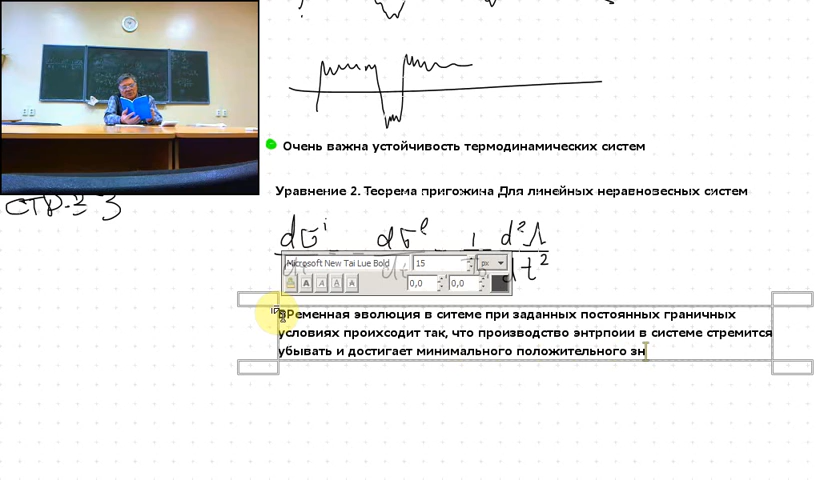 Очень важна устойчивость термодинамических систем
СТР-33
Уравнение 2. Теорема пригожина Для линейных неравновесных систем
Microsoft New Tai Lue Bold 15 px
A A A A 0,0 0,0
вРеменная эволюция в ситеме при заданных постоянных граничных
условиях происходит так, что производство энтрпоии в системе стремится
убывать и достигает минимального положительного зн